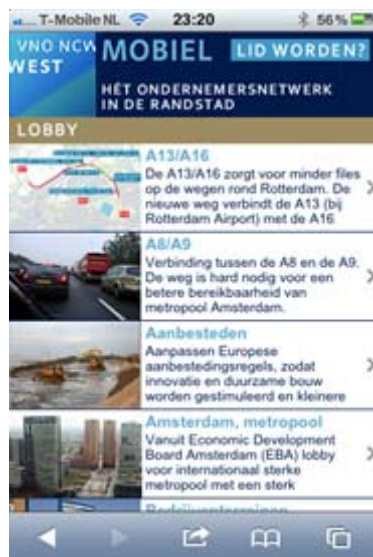 T-Mobile NL 23:20 56%
VNO NCW
WEST
MOBIEL
LID WORDEN?
HÉT ONDERNEMERSNETWERK
IN DE RANDSTAD
LOBBY
A13/A16
De A13/A16 zorgt voor minder files
op de wegen rond Rotterdam. De
nieuwe weg verbindt de A13 (bij
Rotterdam Airport) met de A16
A8/A9
Verbinding tussen de A8 en de A9.
De weg is hard nodig voor een
betere bereikbaarheid van
metropool Amsterdam.
Aanbesteden
Aanpassen Europese
aanbestedingsregels, zodat
innovatie en duurzame bouw
worden gestimuleerd en kleinere
Amsterdam, metropool
Vanuit Economic Development
Board Amsterdam (EBA) lobby
voor internationaal sterke
metropool met een sterk
Bedrijventerreinen